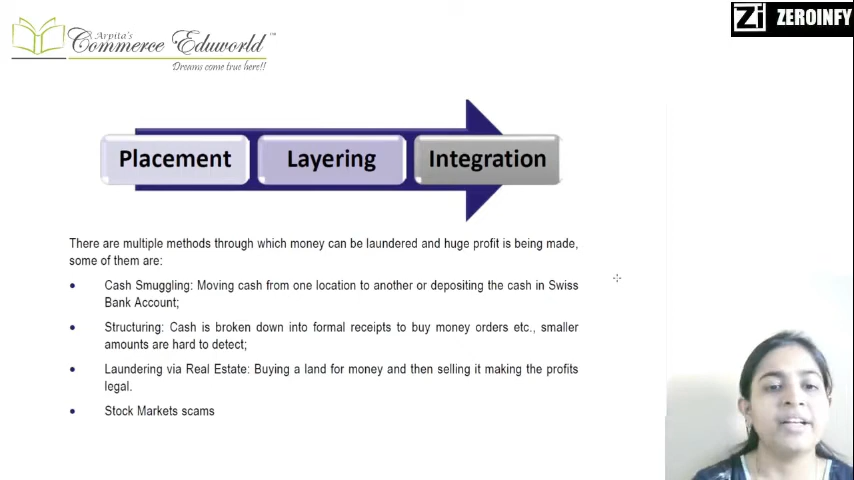 Arpita's
Commerce Eduworld™
Dreams come true here!!
Zi ZEROINFY
Placement Layering Integration
There are multiple methods through which money can be laundered and huge profit is being made,
some of them are:
• Cash Smuggling: Moving cash from one location to another or depositing the cash in Swiss
Bank Account;
• Structuring: Cash is broken down into formal receipts to buy money orders etc., smaller
amounts are hard to detect;
• Laundering via Real Estate: Buying a land for money and then selling it making the profits
legal.
• Stock Markets scams